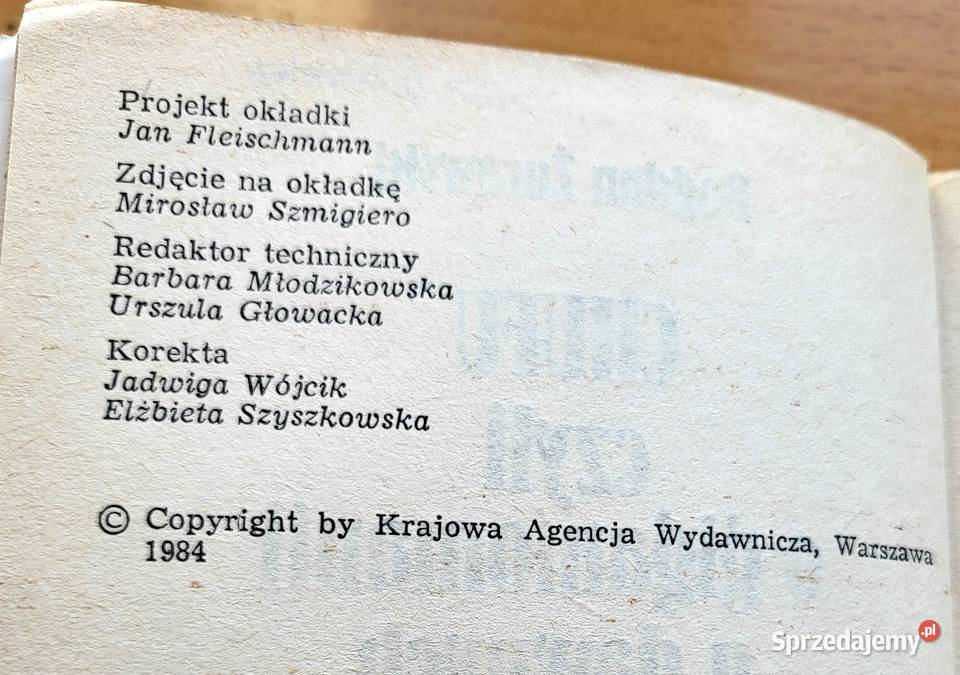 Projekt okładki
Jan Fleischmann
Zdjęcie na okładkę
Mirosław Szmigiero
Redaktor techniczny
Barbara Młodzikowska
Urszula Głowacka
Korekta
Jadwiga Wójcik
Elżbieta Szyszkowska
© Copyright by Krajowa Agencja Wydawnicza, Warszawa
1984
Sprzedajemy.pl